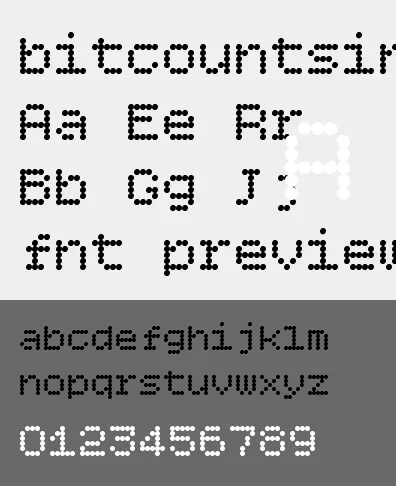 bitcountsin
Aa Ee Rr
Bb Gg Jj
A
fnt preview
abcdefghijklm
nopqrstuvwxyz
0123456789